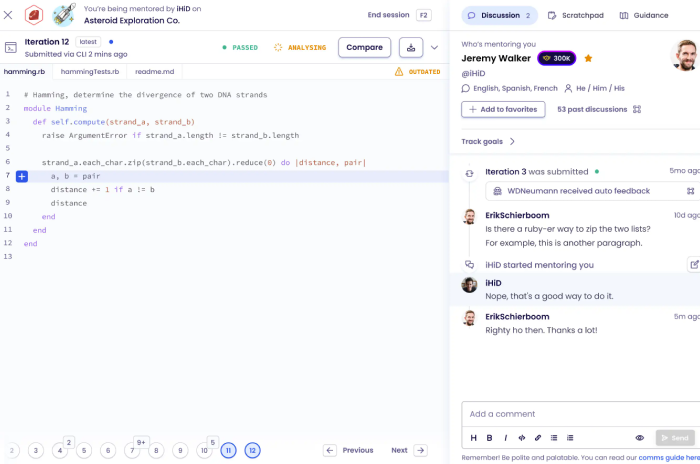 You're being mentored by iHiD on
Asteroid Exploration Co.
End session F2
Iteration 12 latest
Submitted via CLI 2 mins ago
PASSED
ANALYSING
Compare
hamming.rb hammingTests.rb readme.md
OUTDATED
1 # Hamming, determine the divergence of two DNA strands
2 module Hamming
3 def self.compute(strand_a, strand_b)
4 raise ArgumentError if strand_a.length != strand_b.length
5
6 strand_a.each_char.zip(strand_b.each_char).reduce(0) do |distance, pair|
7 a, b = pair
8 distance += 1 if a != b
9 distance
10 end
11 end
12 end
13
2 3 4 2 5 6 7 9+ 8 9 10 5 11 12
Previous Next
Discussion 2 Scratchpad Guidance
Who's mentoring you
Jeremy Walker 300K
@iHiD
English, Spanish, French He / Him / His
+ Add to favorites 53 past discussions
Track goals
Iteration 3 was submitted 5mo ago
WDNeumann received auto feedback
ErikSchierboom 10d ago
Is there a ruby-er way to zip the two lists?
For example, this is another paragraph.
iHiD started mentoring you
iHiD
Nope, that's a good way to do it.
ErikSchierboom 5m ago
Righty ho then. Thanks a lot!
Add a comment
H B I
Send
Remember! Be polite and palatable. You can read our comms guide here